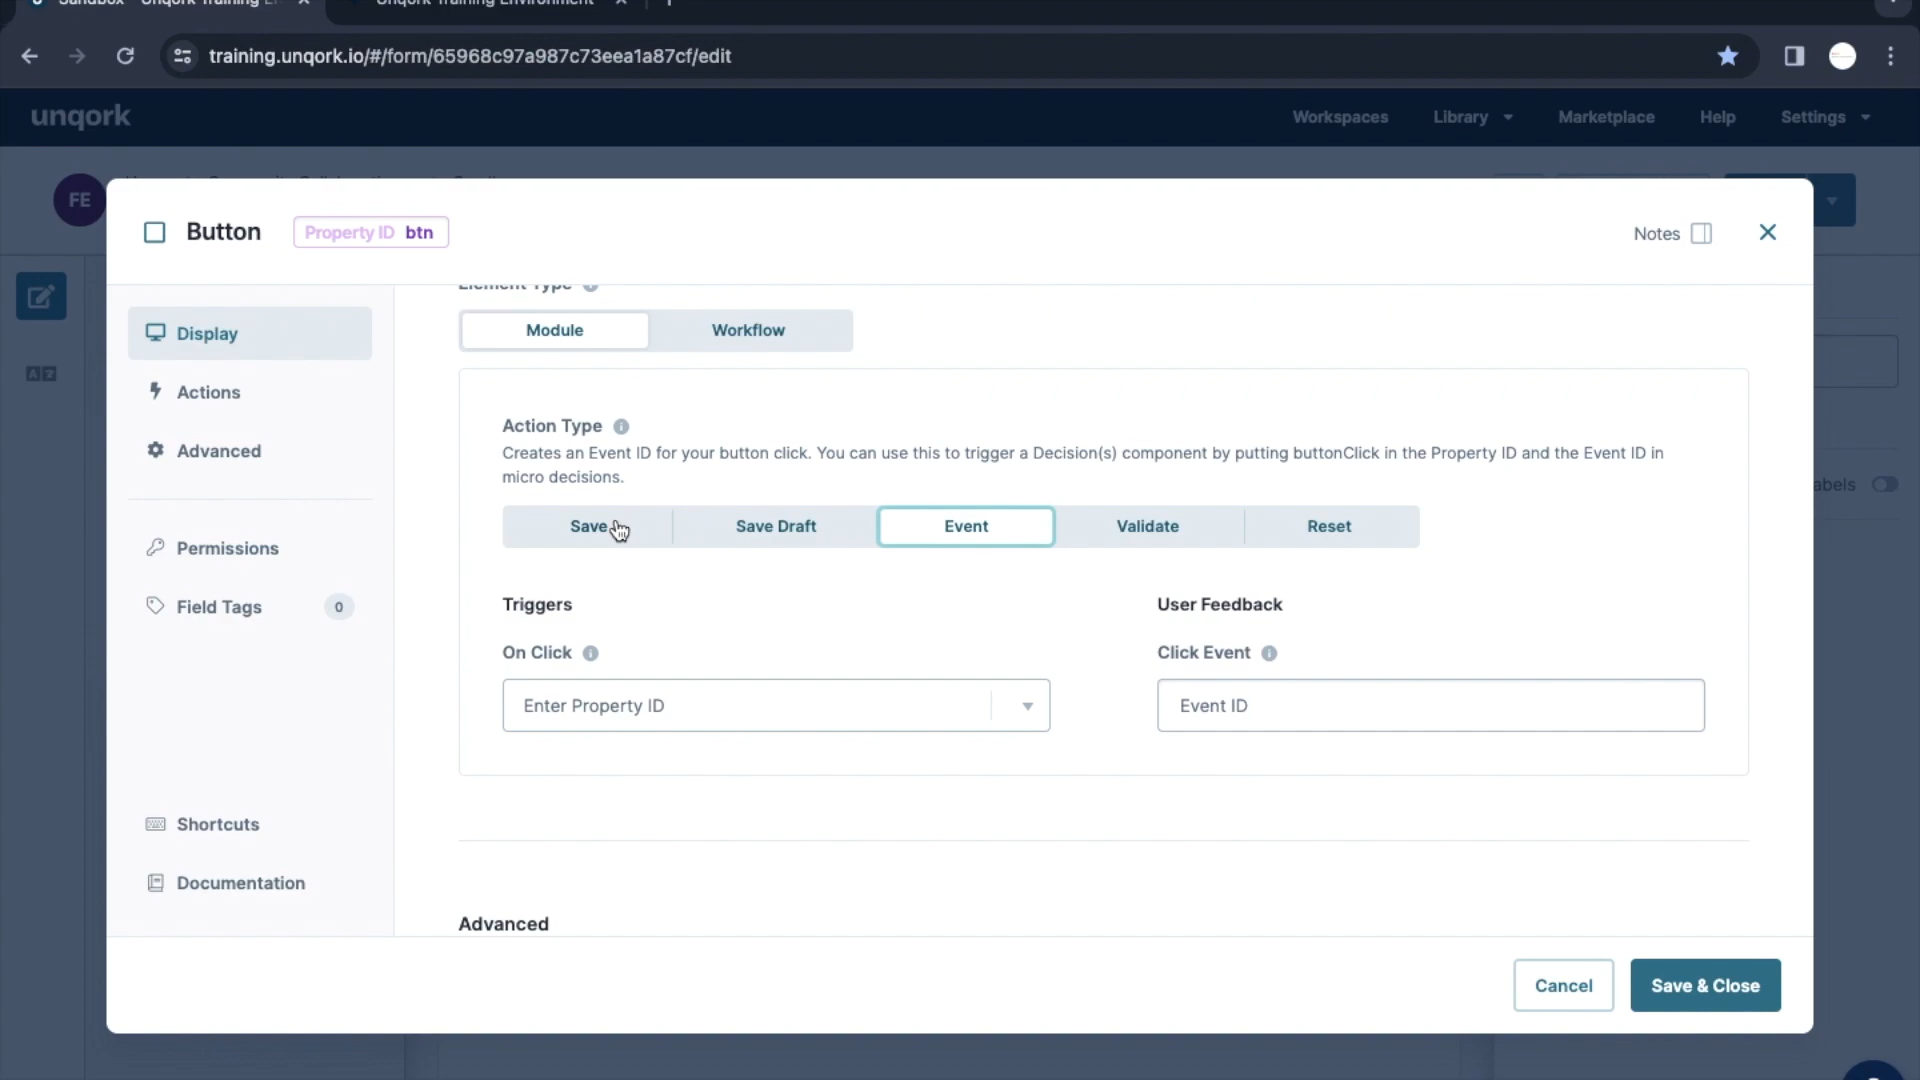 Sandbox - Unqork Training E
Unqork Training Environment
training.unqork.io/#/form/65968c97a987c73eea1a87cf/edit
unqork
Workspaces
Library
Marketplace
Help
Settings
FE
Button
Property ID btn
Notes
Display
Actions
Advanced
Permissions
Field Tags 0
Shortcuts
Documentation
Element Type
Module
Workflow
Action Type
Creates an Event ID for your button click. You can use this to trigger a Decision(s) component by putting buttonClick in the Property ID and the Event ID in
micro decisions.
Save
Save Draft
Event
Validate
Reset
Triggers
User Feedback
On Click
Click Event
Enter Property ID
Event ID
Advanced
abels
Cancel
Save & Close